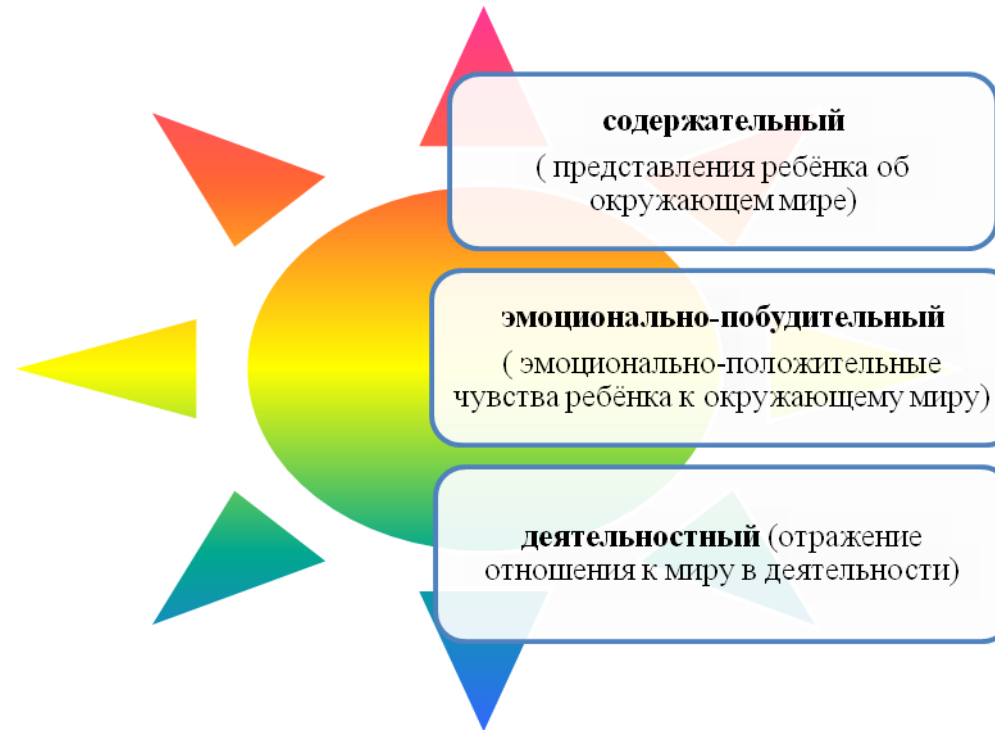 содержательный
( представления ребёнка об
окружающем мире)
эмоционально-побудительный
( эмоционально-положительные
чувства ребёнка к окружающему миру)
деятельностный (отражение
отношения к миру в деятельности)